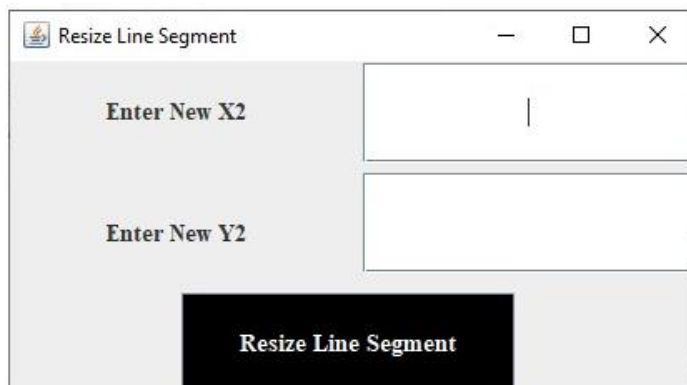 Resize Line Segment
Enter New X2
Enter New Y2
Resize Line Segment